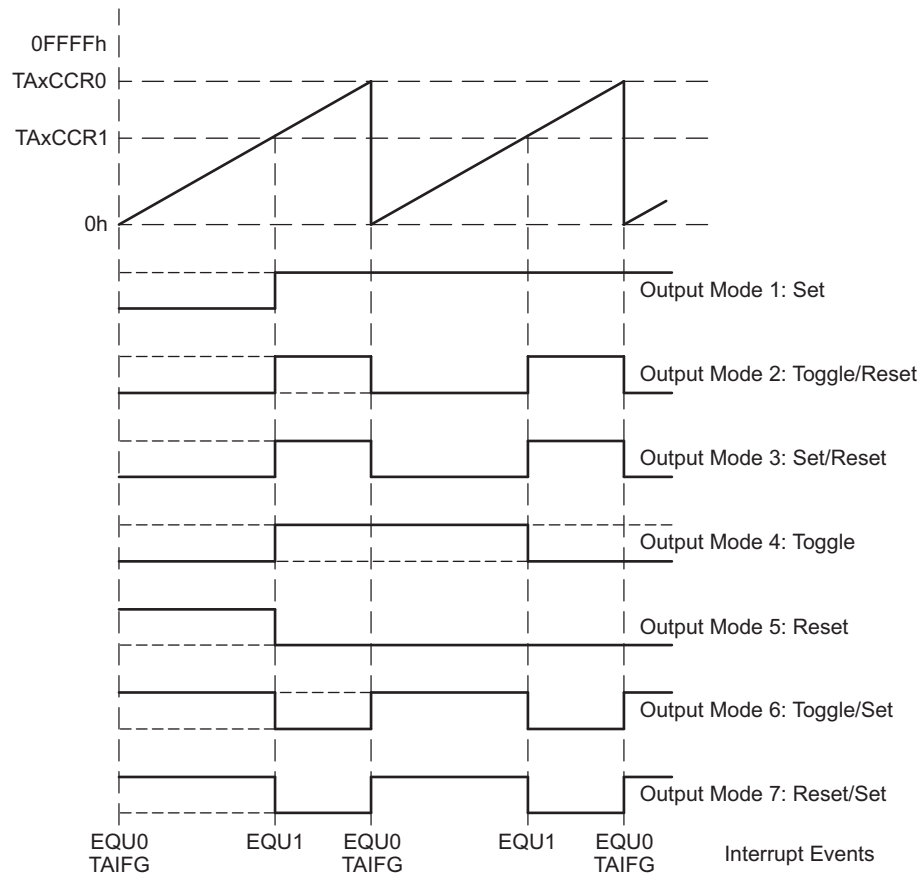 0FFFFh
TAxCCR0
TAxCCR1
0h
Output Mode 1: Set
Output Mode 2: Toggle/Reset
Output Mode 3: Set/Reset
Output Mode 4: Toggle
Output Mode 5: Reset
Output Mode 6: Toggle/Set
Output Mode 7: Reset/Set
EQU0 EQU1 EQU0 EQU1 EQU0
TAIFG TAIFG TAIFG
Interrupt Events